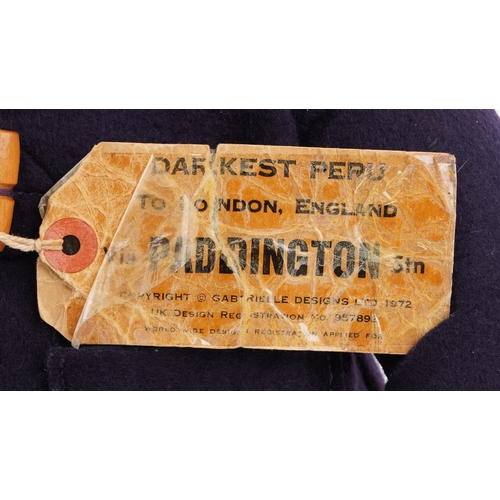 DARKEST PERU
TO LONDON, ENGLAND
Via PADDINGTON Stn
COPYRIGHT © GABRIELLE DESIGNS LTD 1972
UK DESIGN REGISTRATION No. 957892
WORLD WIDE DESIGN REGISTRATION APPLIED FOR